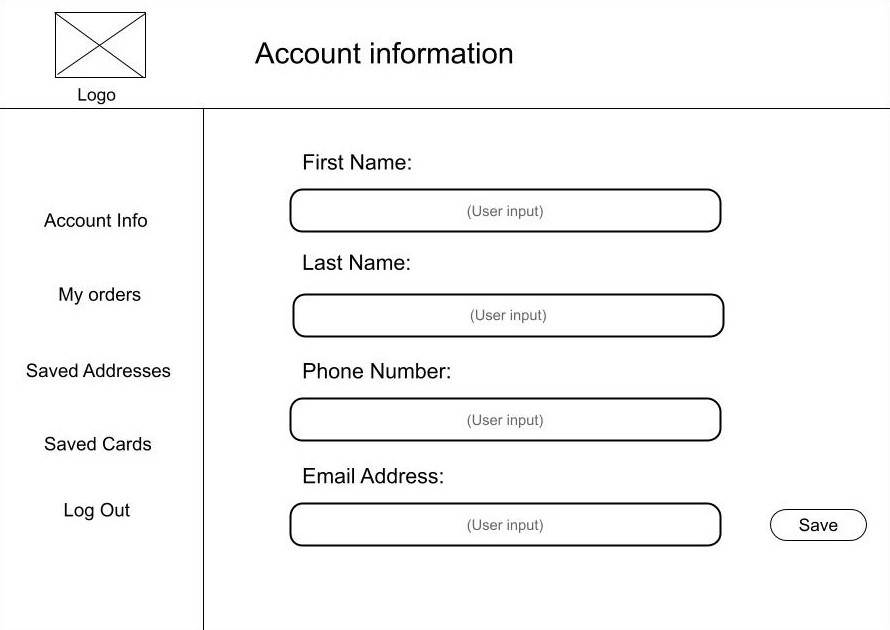 Logo
Account information
Account Info
My orders
Saved Addresses
Saved Cards
Log Out
First Name:
(User input)
Last Name:
(User input)
Phone Number:
(User input)
Email Address:
(User input)
Save